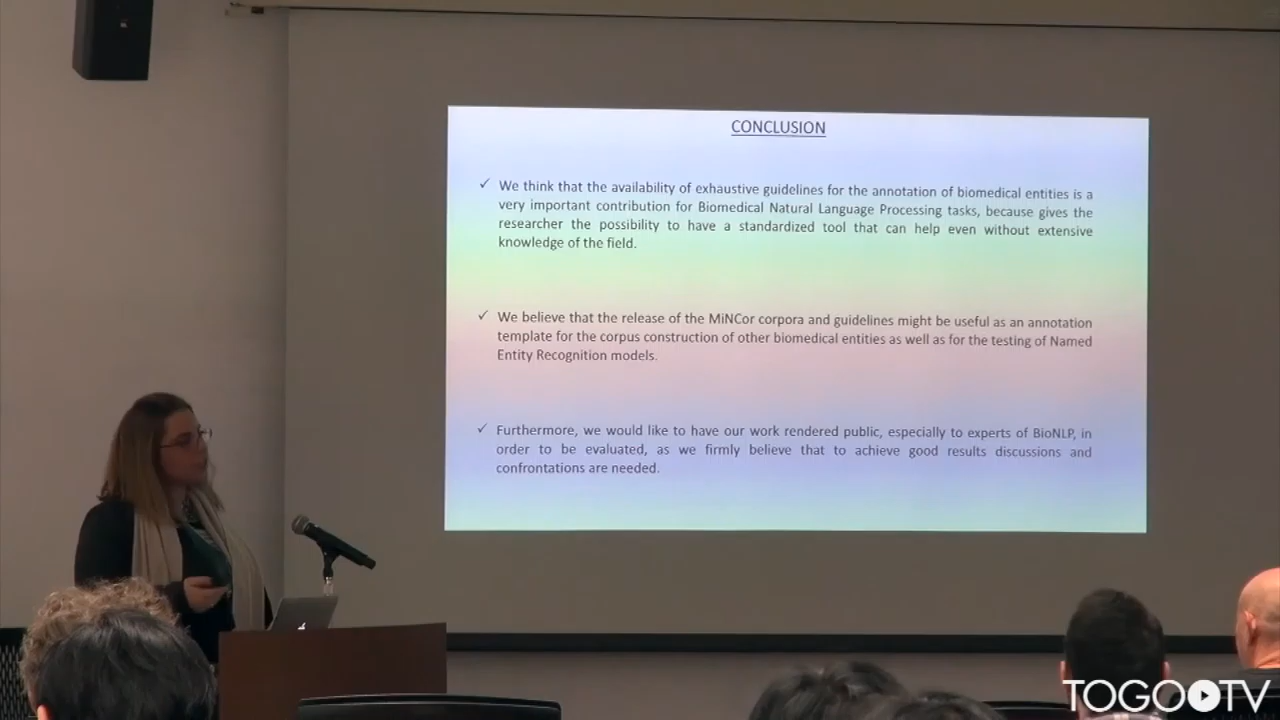 CONCLUSION
✓ We think that the availability of exhaustive guidelines for the annotation of biomedical entities is a
very important contribution for Biomedical Natural Language Processing tasks, because gives the
researcher the possibility to have a standardized tool that can help even without extensive
knowledge of the field.
✓ We believe that the release of the MiNCor corpora and guidelines might be useful as an annotation
template for the corpus construction of other biomedical entities as well as for the testing of Named
Entity Recognition models.
✓ Furthermore, we would like to have our work rendered public, especially to experts of BioNLP, in
order to be evaluated, as we firmly believe that to achieve good results discussions and
confrontations are needed.
TOGOTV